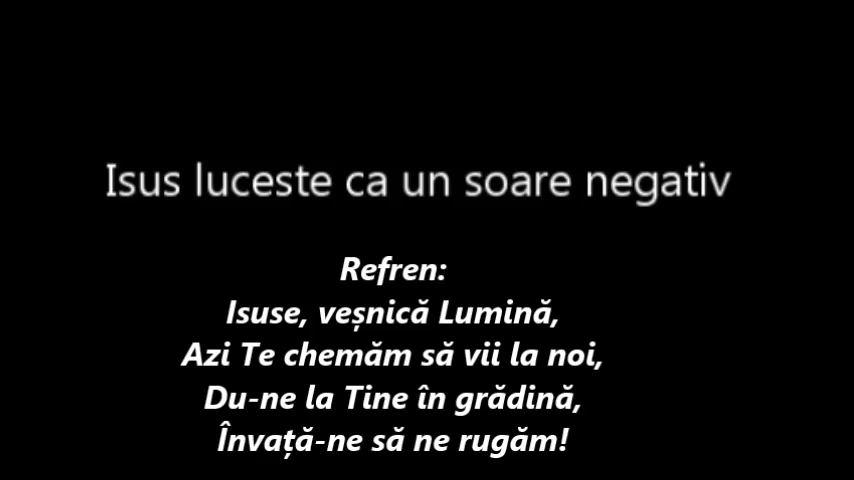 Isus luceste ca un soare negativ
Refren:
Isuse, veșnică Lumină,
Azi Te chemăm să vii la noi,
Du-ne la Tine în grădină,
Învață-ne să ne rugăm!